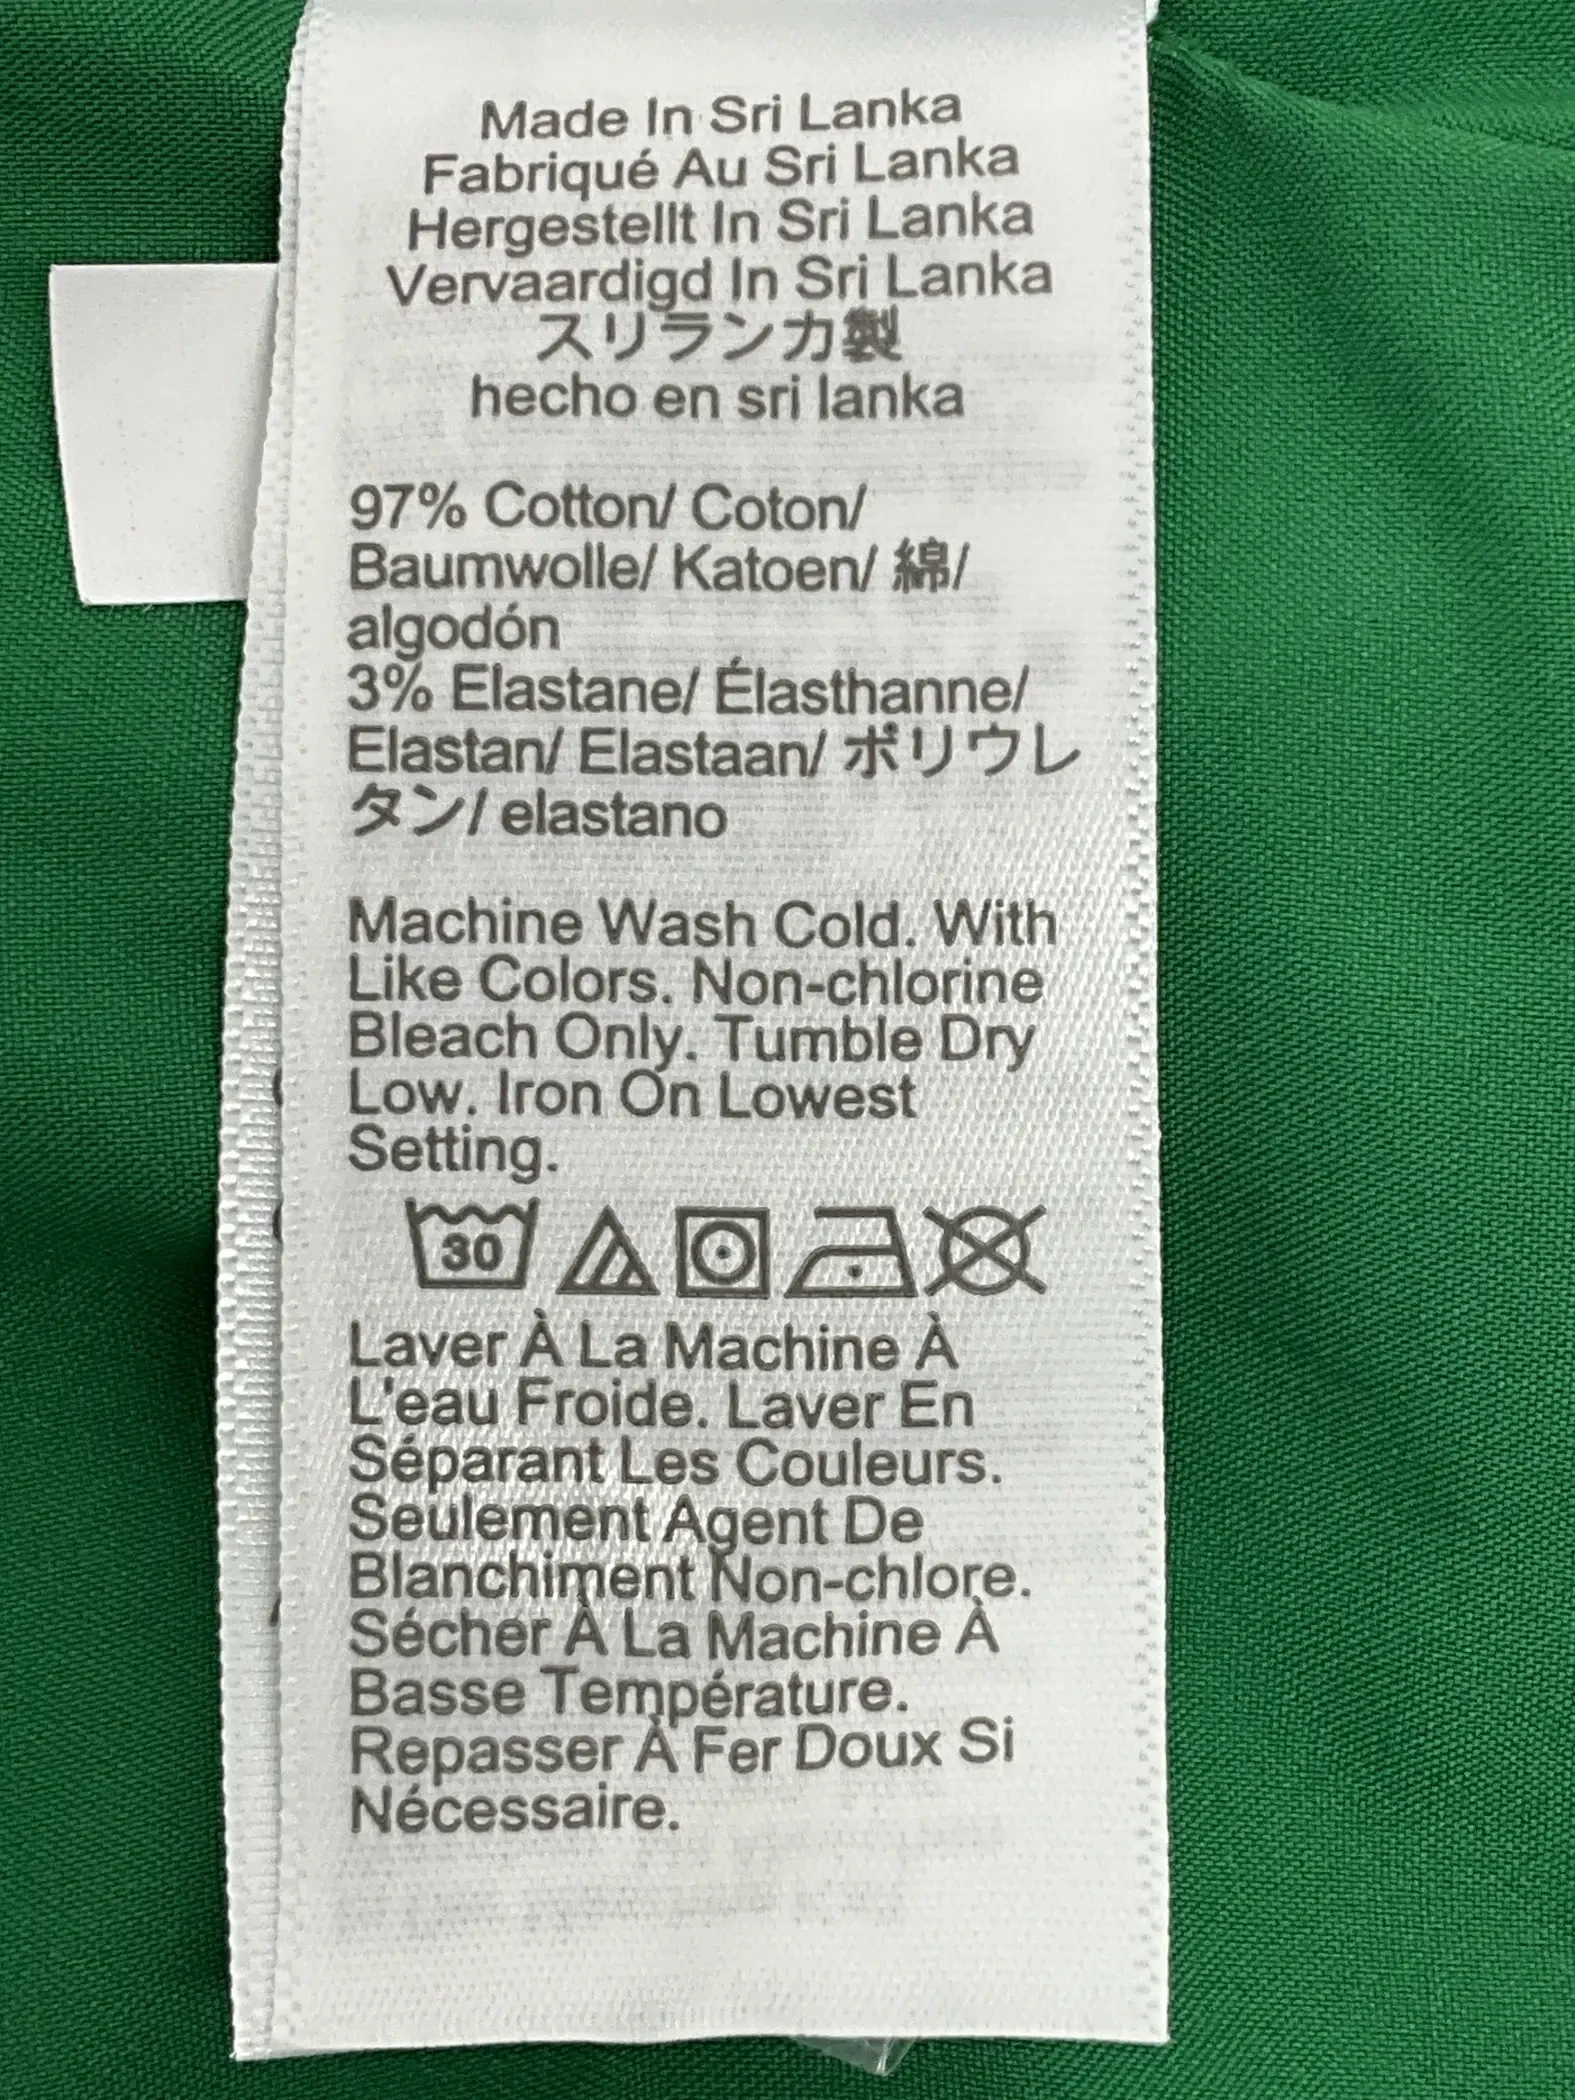 Made In Sri Lanka
Fabriqué Au Sri Lanka
Hergestellt In Sri Lanka
Vervaardigd In Sri Lanka
スリランカ製
hecho en sri lanka
97% Cotton/ Coton/
Baumwolle/ Katoen/ 綿/
algodón
3% Elastane/ Élasthanne/
Elastan/ Elastaan/ ポリウレ
タン/ elastano
Machine Wash Cold. With
Like Colors. Non-chlorine
Bleach Only. Tumble Dry
Low. Iron On Lowest
Setting.
30
Laver À La Machine À
L'eau Froide. Laver En
Séparant Les Couleurs.
Seulement Agent De
Blanchiment Non-chlore.
Sécher À La Machine À
Basse Température.
Repasser À Fer Doux Si
Nécessaire.